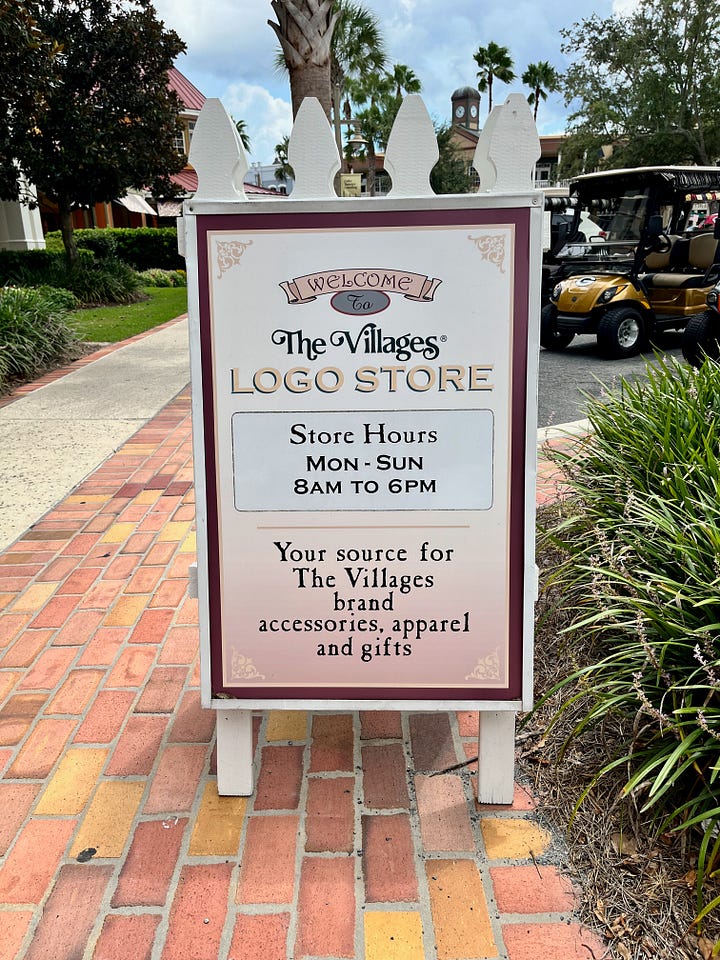 WELCOME
To
The Villages®
LOGO STORE
Store Hours
Mon - Sun
8AM TO 6PM
Your source for
The Villages
brand
accessories, apparel
and gifts